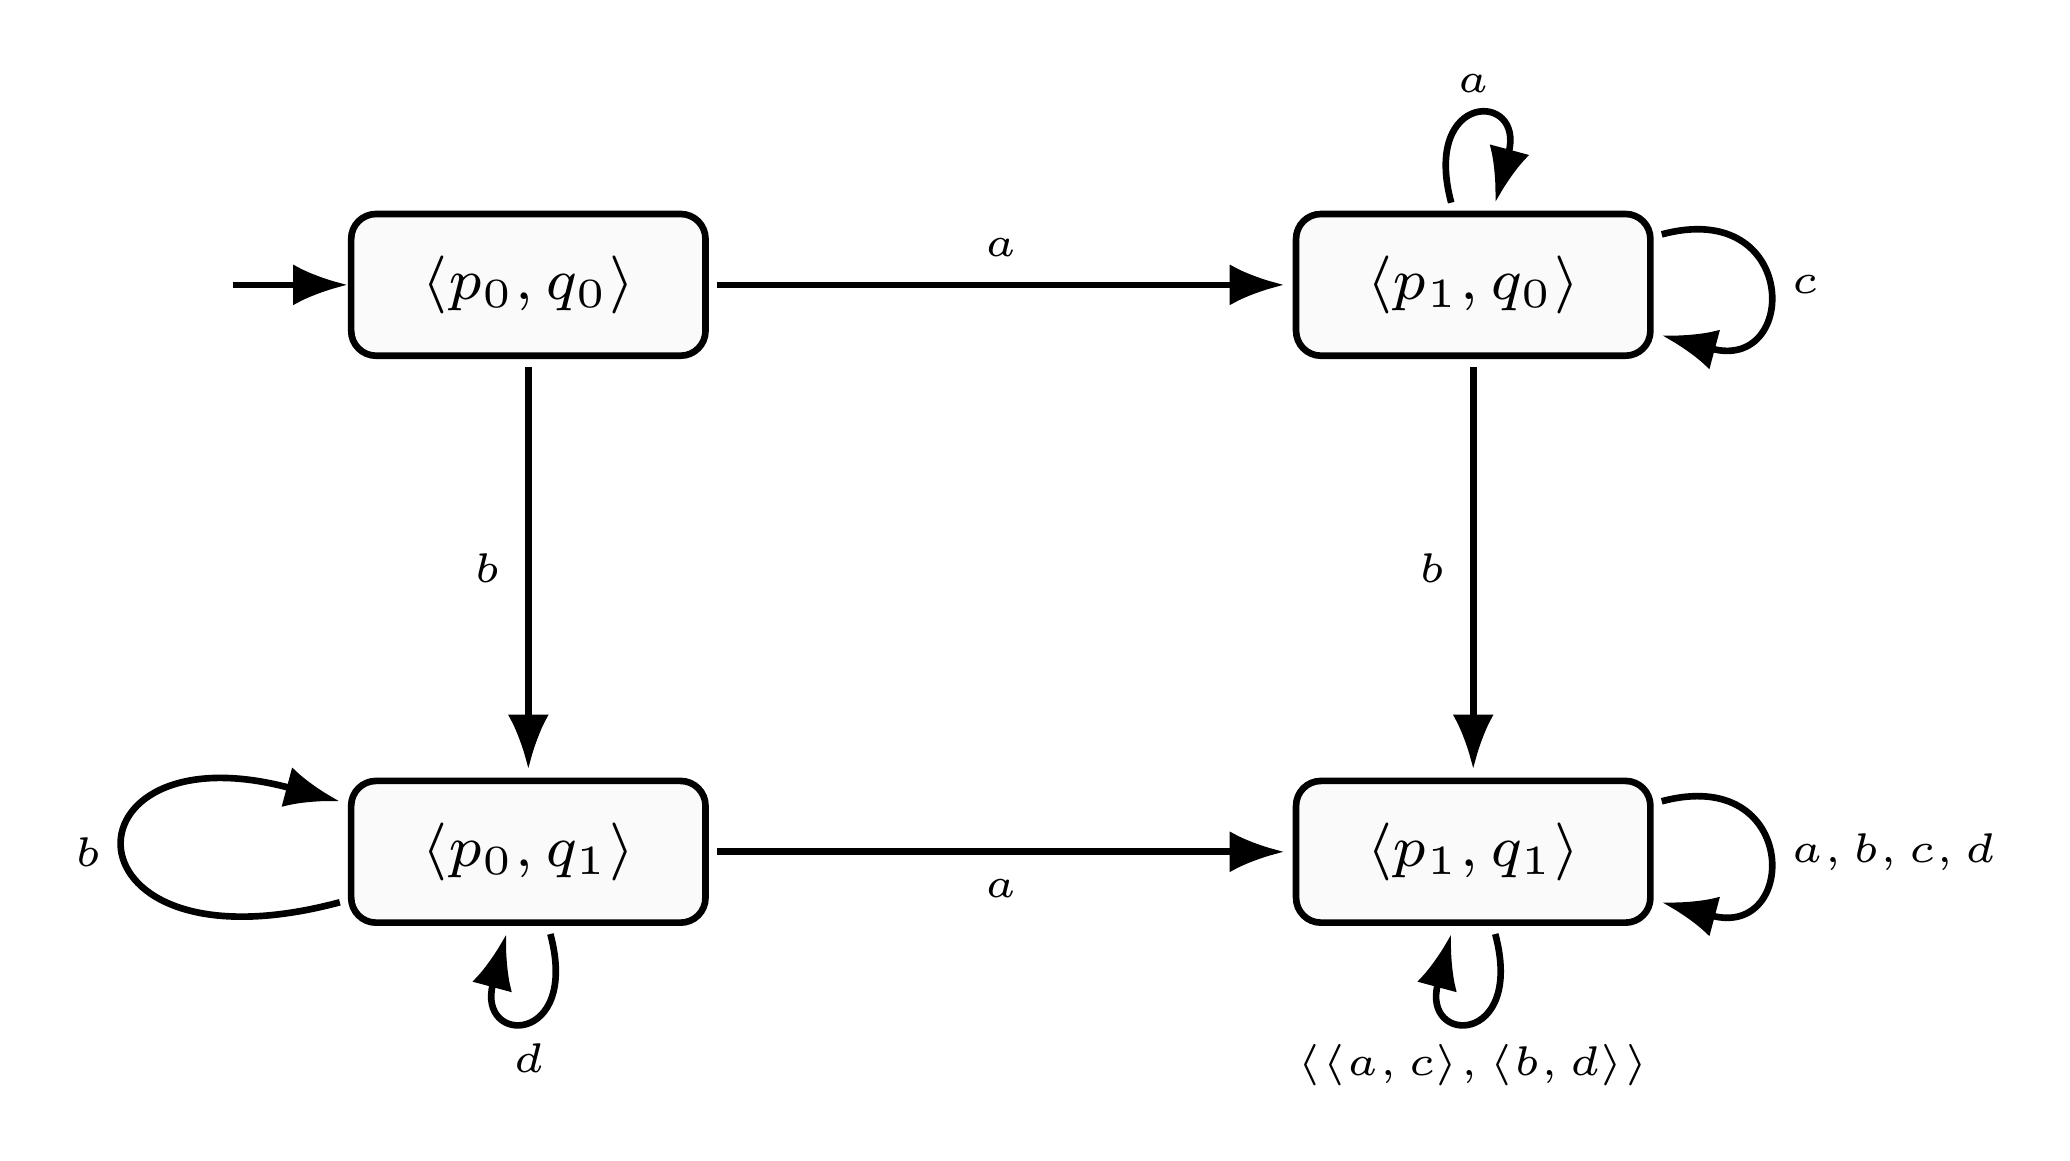 a
⟨p₀, q₀⟩
a
⟨p₁, q₀⟩
c
b
b
b
⟨p₀, q₁⟩
a
⟨p₁, q₁⟩
a, b, c, d
d
⟨⟨a, c⟩, ⟨b, d⟩⟩